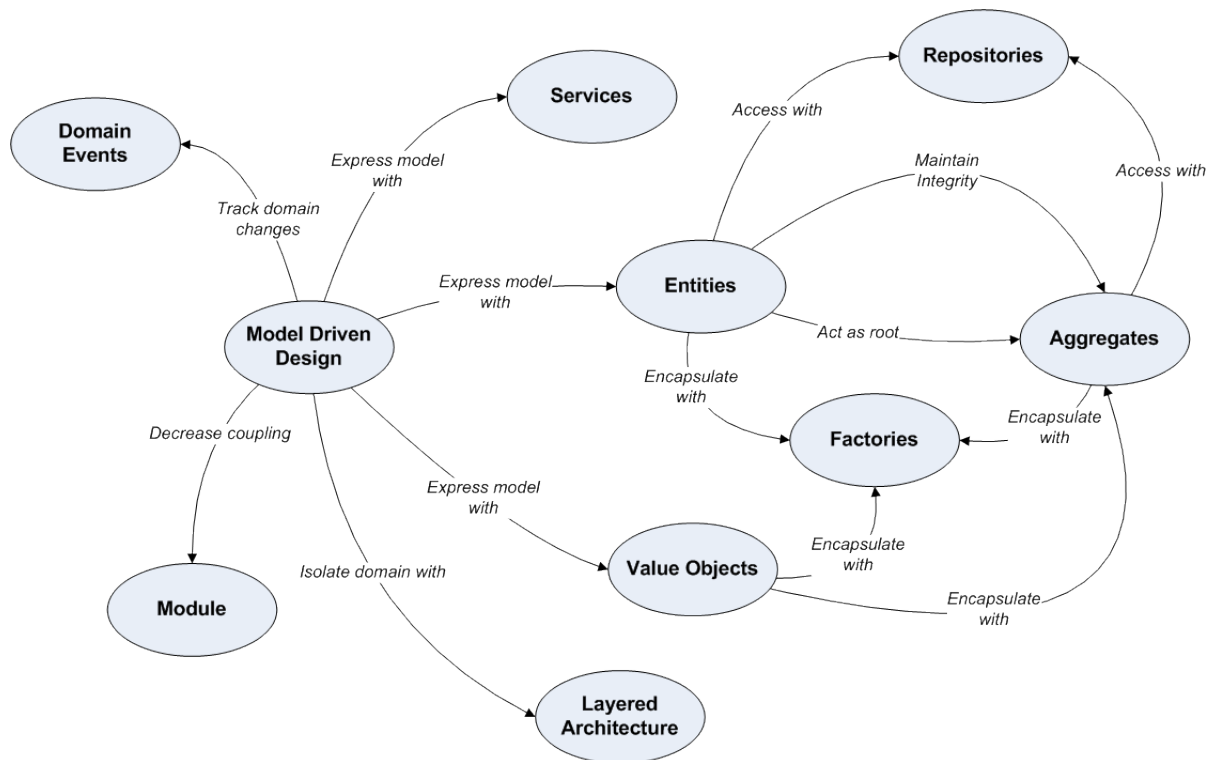 Repositories
Services
Access with
Domain
Events
Express model
with
Maintain
Integrity
Access with
Track domain
changes
Express model
with
Entities
Model Driven
Design
Act as root
Aggregates
Encapsulate
with
Encapsulate
with
Decrease coupling
Factories
Express model
with
Encapsulate
with
Isolate domain with
Value Objects
Encapsulate
with
Module
Layered
Architecture